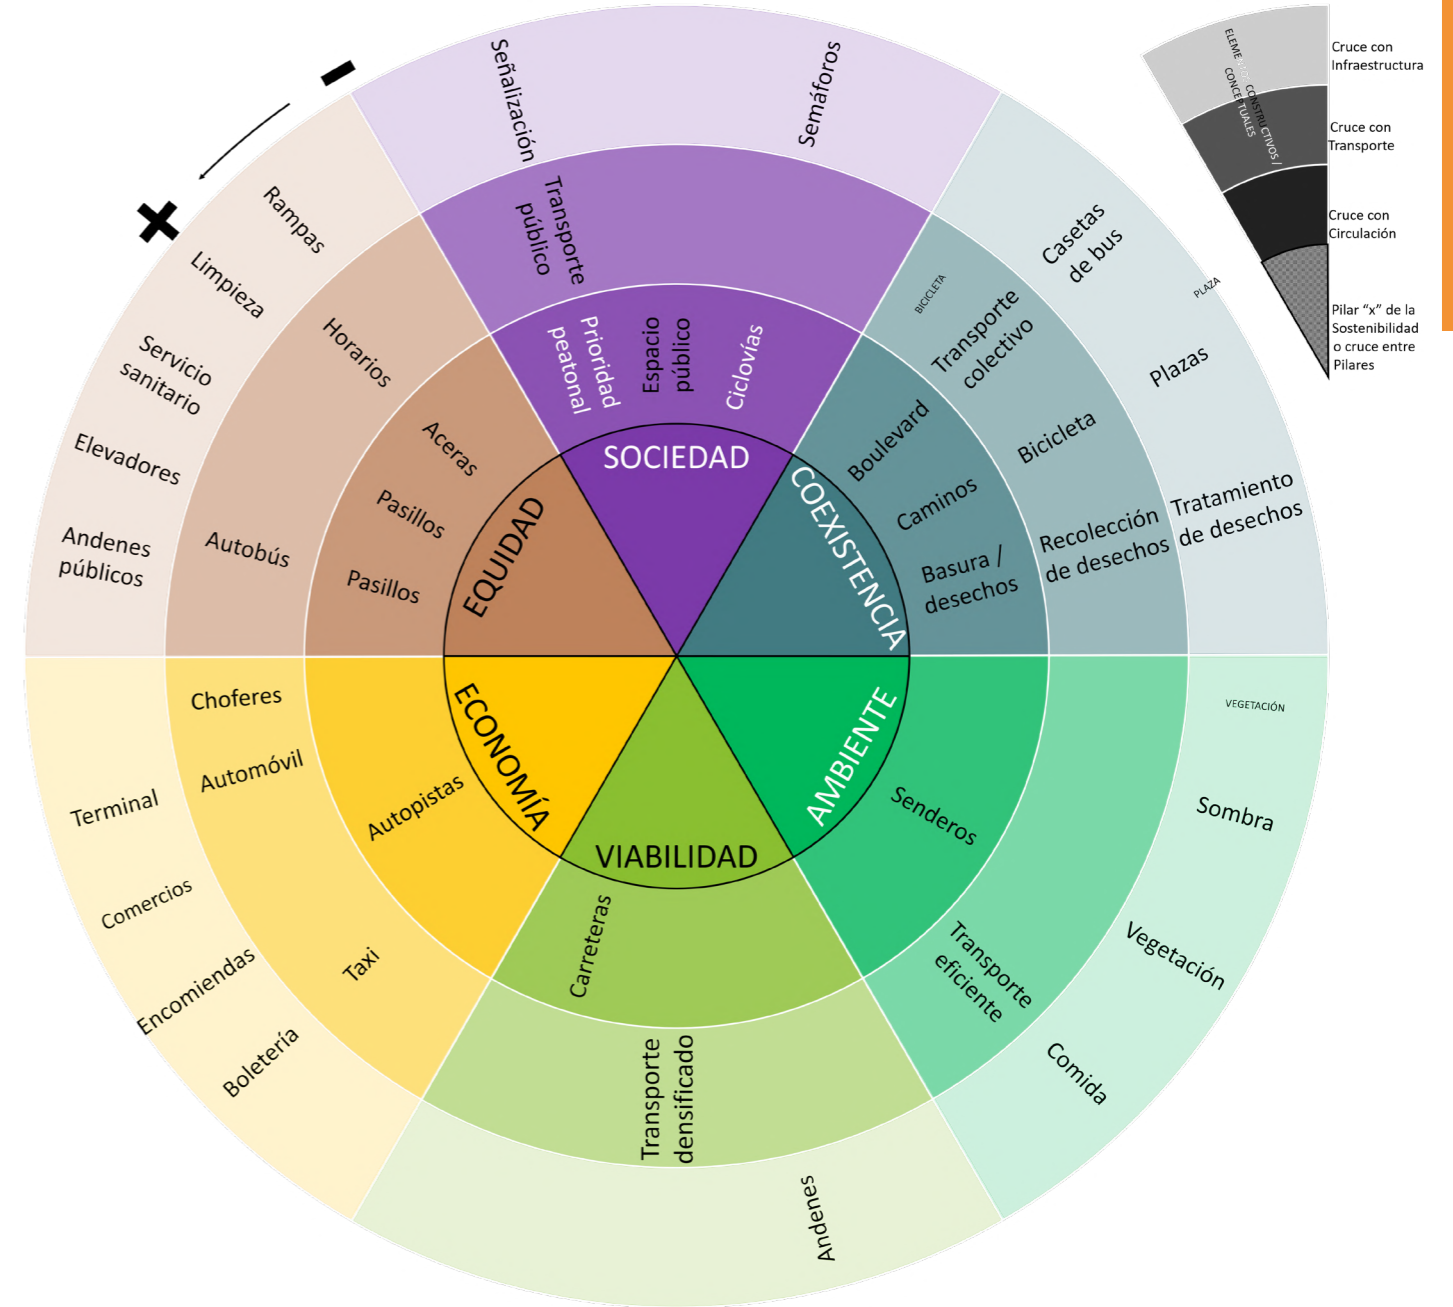 Señalización
Semáforos
Transporte
público
Prioridad
peatonal
Espacio
público
Ciclovías
SOCIEDAD
Casetas
de bus
PLAZA
Plazas
Tratamiento
de desechos
BICICLETA
Transporte
colectivo
Bicicleta
Recolección
de desechos
Boulevard
Caminos
Basura /
desechos
COEXISTENCIA
VEGETACIÓN
Sombra
Vegetación
Comida
Transporte
eficiente
Senderos
AMBIENTE
VIABILIDAD
Carreteras
Transporte
densificado
Andenes
ECONOMÍA
Autopistas
Choferes
Automóvil
Taxi
Terminal
Comercios
Encomiendas
Boletería
EQUIDAD
Aceras
Pasillos
Pasillos
Horarios
Autobús
Rampas
Limpieza
Servicio
sanitario
Elevadores
Andenes
públicos
ELEMENTOS CONSTRUCTIVOS /
CONCEPTUALES
Cruce con
Infraestructura
Cruce con
Transporte
Cruce con
Circulación
Pilar “x” de la
Sostenibilidad
o cruce entre
Pilares